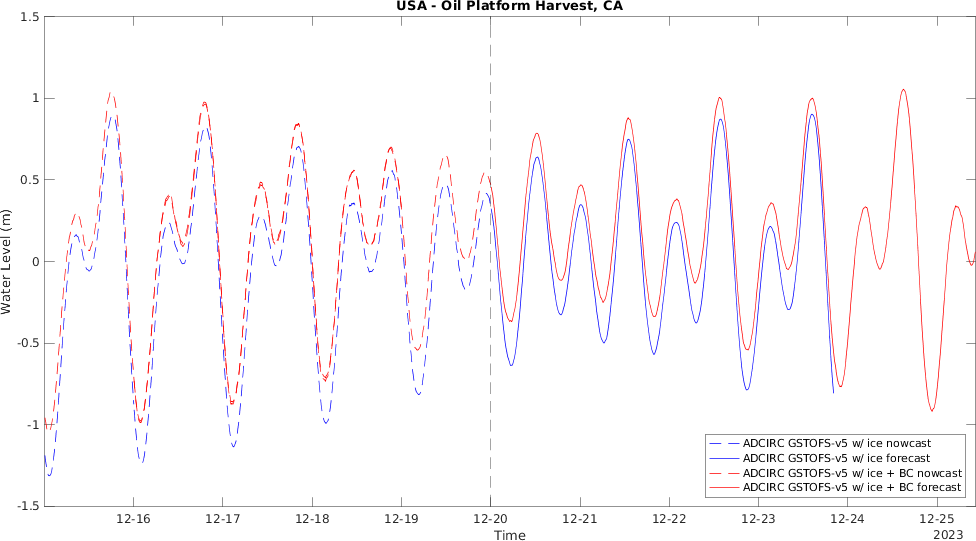 USA - Oil Platform Harvest, CA
1.5
1
0.5
0
-0.5
-1
-1.5
Water Level (m)
ADCIRC GSTOFS-v5 w/ ice nowcast
ADCIRC GSTOFS-v5 w/ ice forecast
ADCIRC GSTOFS-v5 w/ ice + BC nowcast
ADCIRC GSTOFS-v5 w/ ice + BC forecast
12-16 12-17 12-18 12-19 12-20 12-21 12-22 12-23 12-24 12-25
Time 2023